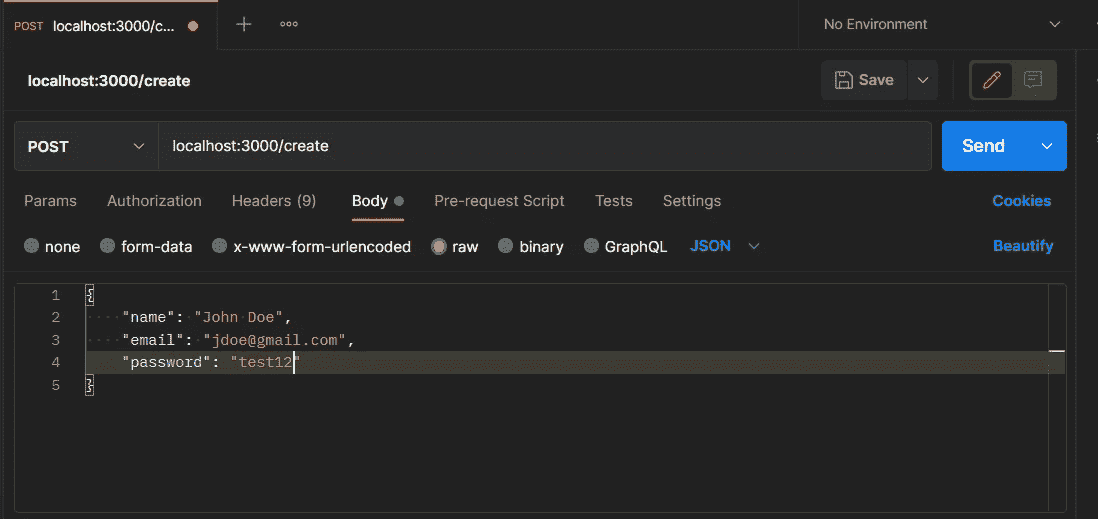 POST localhost:3000/c... No Environment
localhost:3000/create Save
POST localhost:3000/create Send
Params Authorization Headers (9) Body Pre-request Script Tests Settings Cookies
none form-data x-www-form-urlencoded raw binary GraphQL JSON Beautify
1 {
2 "name": "John Doe",
3 "email": "jdoe@gmail.com",
4 "password": "test12"
5 }